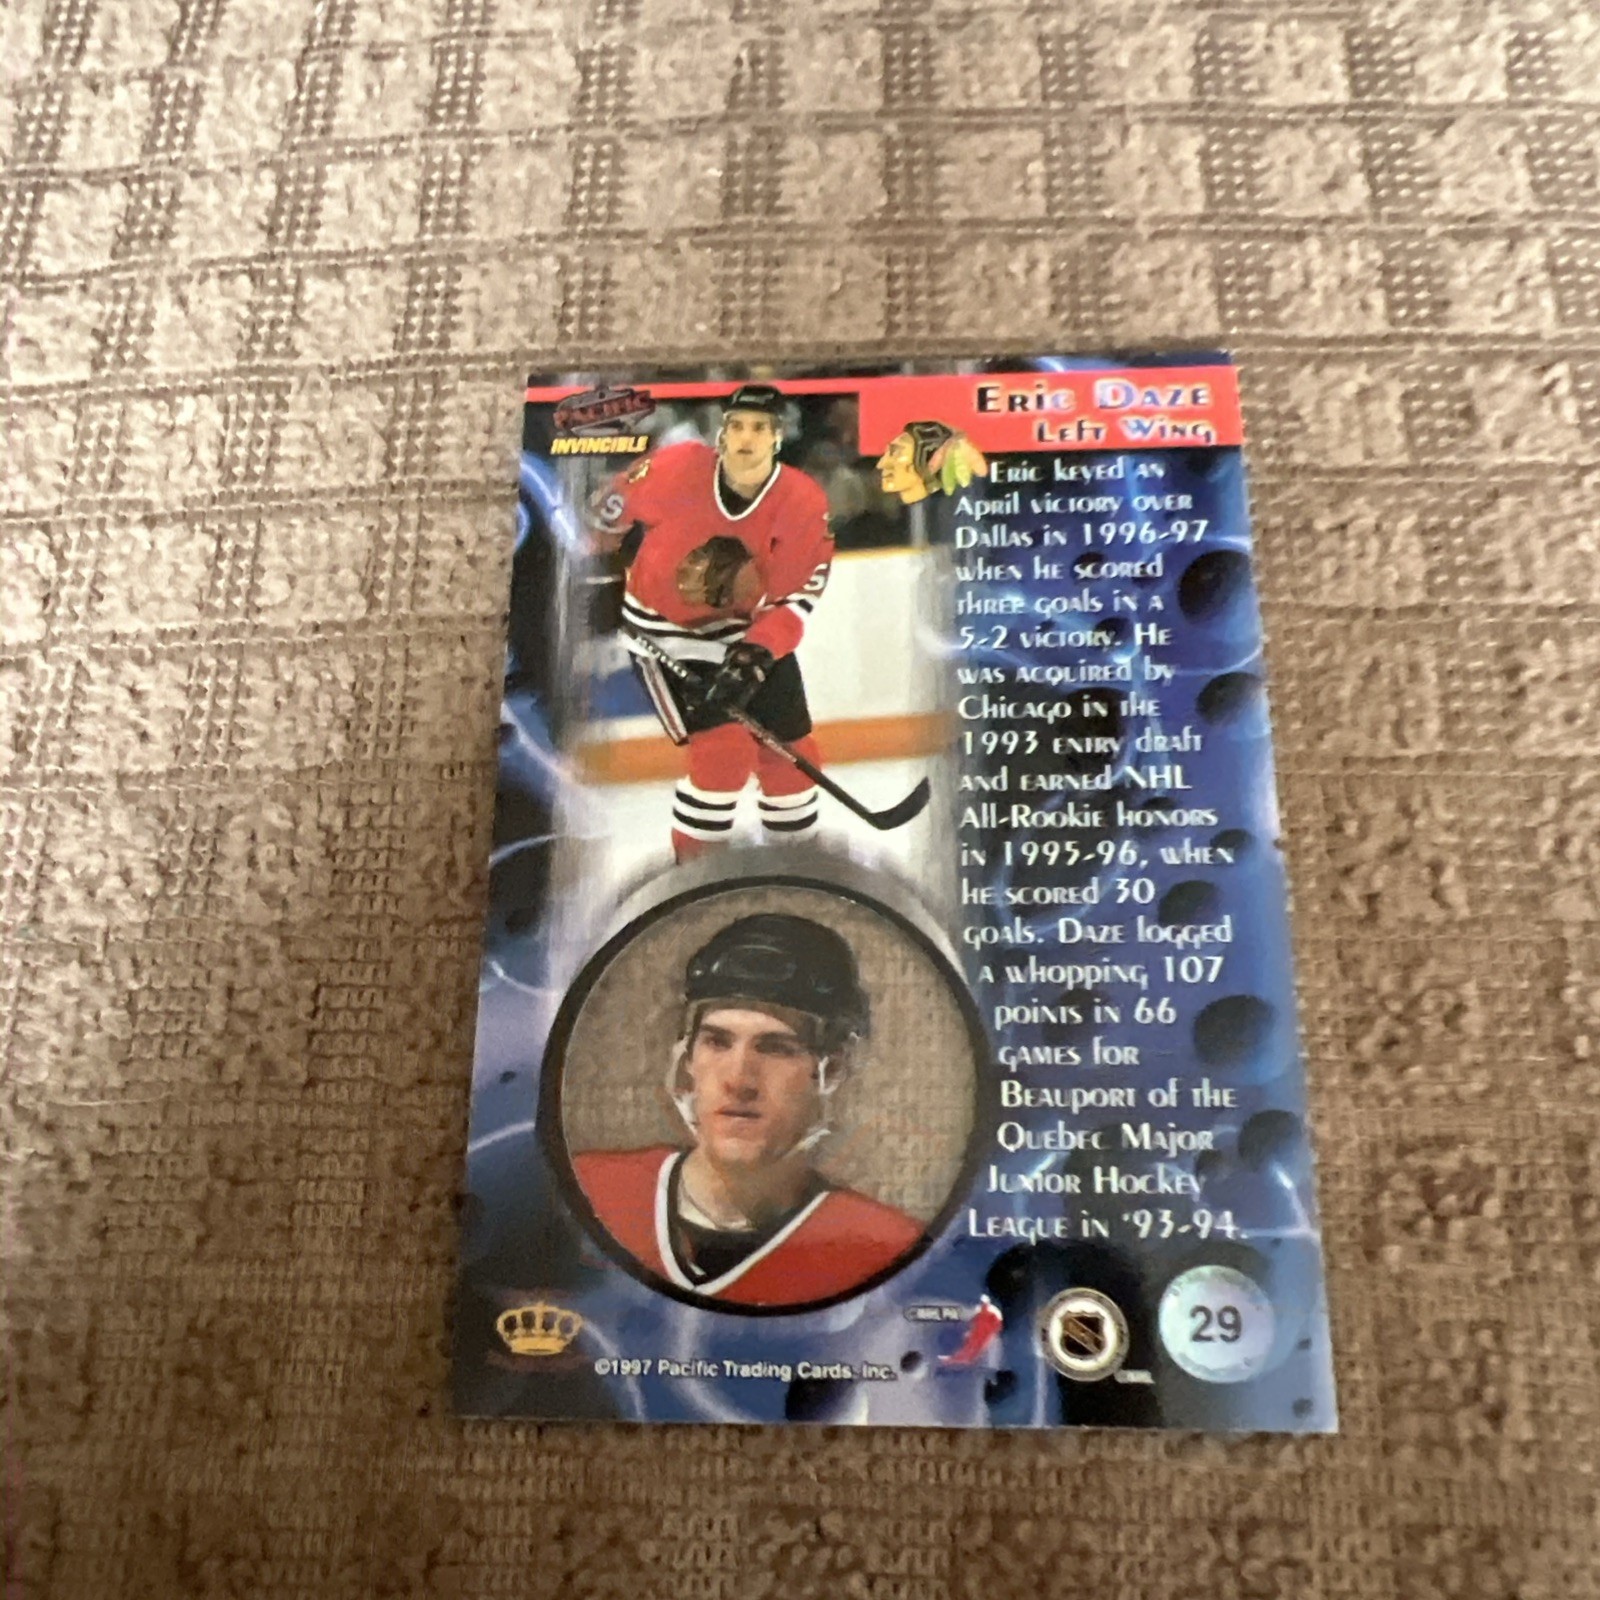 PACIFIC
INVINCIBLE
Eric Daze
Left Wing
Eric keyed an
April victory over
Dallas in 1996-97
when he scored
three goals in a
5-2 victory. He
was acquired by
Chicago in the
1993 entry draft
and earned NHL
All-Rookie honors
in 1995-96, when
he scored 30
goals. Daze logged
a whopping 107
points in 66
games for
Beauport of the
Quebec Major
Junior Hockey
League in '93-94.
©NHLPA
29
©1997 Pacific Trading Cards, Inc.
©NHL